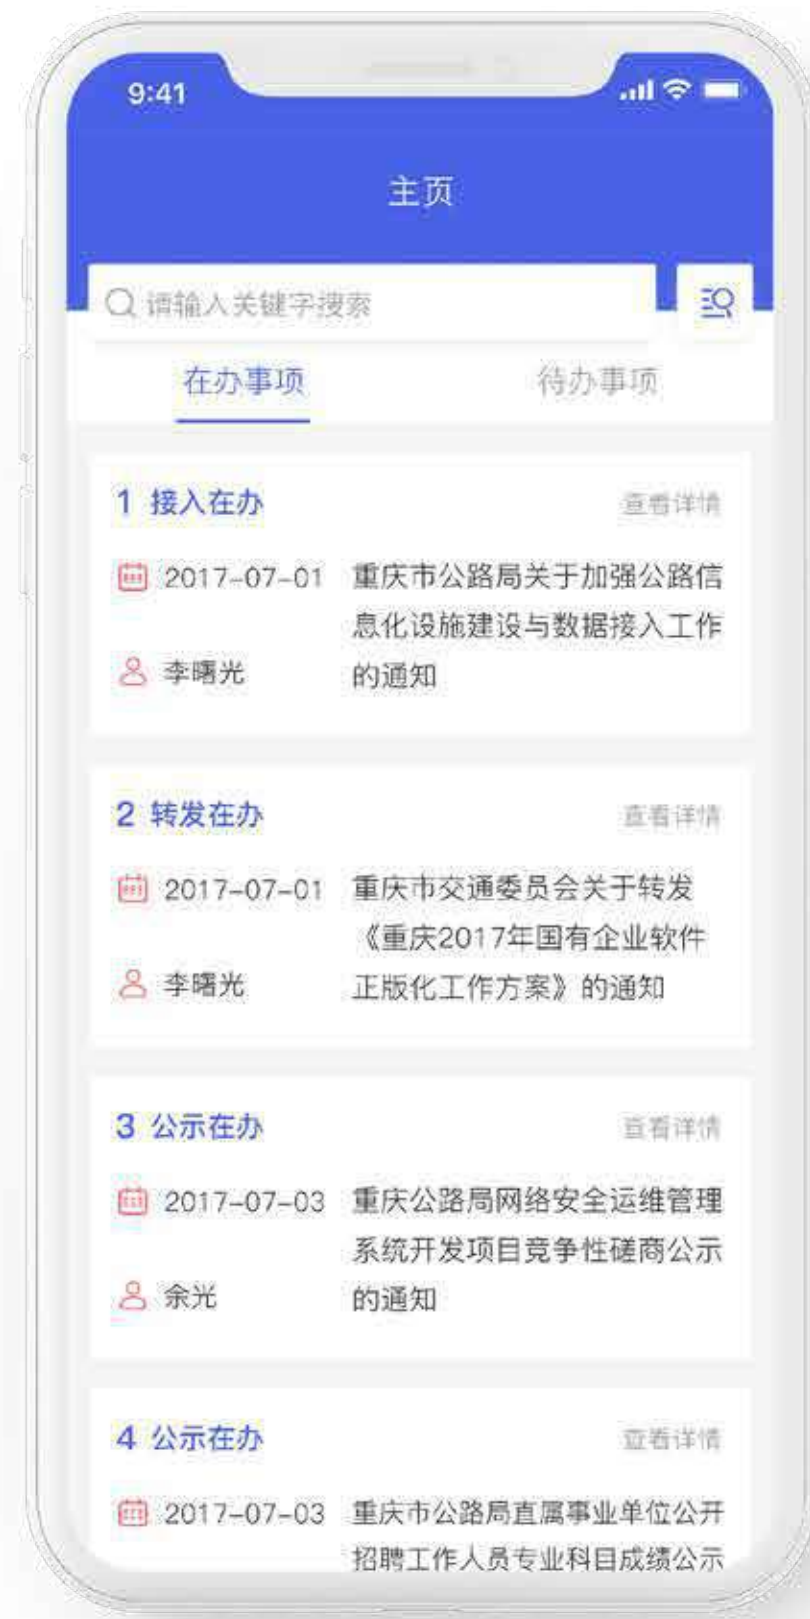 9:41
主页
请输入关键字搜索
在办事项 待办事项
1 接入在办 查看详情
2017-07-01 重庆市公路局关于加强公路信
息化设施建设与数据接入工作
李曙光 的通知
2 转发在办 查看详情
2017-07-01 重庆市交通委员会关于转发
《重庆2017年国有企业软件
李曙光 正版化工作方案》的通知
3 公示在办 查看详情
2017-07-03 重庆公路局网络安全运维管理
系统开发项目竞争性磋商公示
余光 的通知
4 公示在办 查看详情
2017-07-03 重庆市公路局直属事业单位公开
招聘工作人员专业科目成绩公示